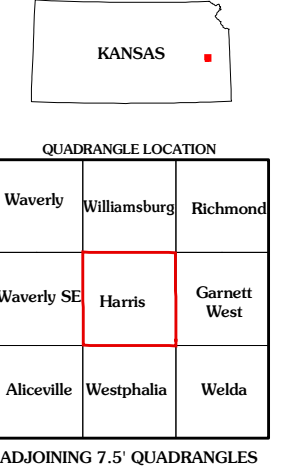 KANSAS
QUADRANGLE LOCATION
Waverly Williamsburg Richmond
Waverly SE Harris Garnett West
Aliceville Westphalia Welda
ADJOINING 7.5' QUADRANGLES